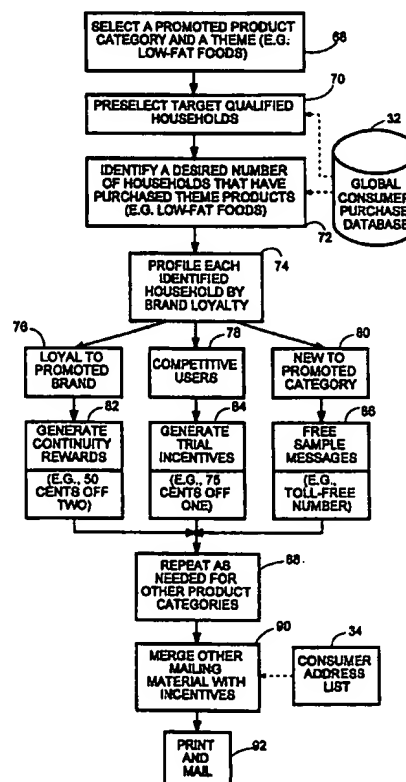 SELECT A PROMOTED PRODUCT
CATEGORY AND A THEME (E.G.
LOW-FAT FOODS)
68
70
PRESELECT TARGET QUALIFIED
HOUSEHOLDS
32
IDENTIFY A DESIRED NUMBER
OF HOUSEHOLDS THAT HAVE
PURCHASED THEME PRODUCTS
(E.G. LOW-FAT FOODS)
72
GLOBAL
CONSUMER
PURCHASE
DATABASE
74
PROFILE EACH
IDENTIFIED
HOUSEHOLD BY
BRAND LOYALTY
76
78
80
LOYAL TO
PROMOTED
BRAND
COMPETITIVE
USERS
NEW TO
PROMOTED
CATEGORY
82
84
86
GENERATE
CONTINUITY
REWARDS
(E.G., 50
CENTS OFF
TWO)
GENERATE
TRIAL
INCENTIVES
(E.G., 75
CENTS OFF
ONE)
FREE
SAMPLE
MESSAGES
(E.G.,
TOLL-FREE
NUMBER)
88
REPEAT AS
NEEDED FOR
OTHER PRODUCT
CATEGORIES
90
34
MERGE OTHER
MAILING
MATERIAL WITH
INCENTIVES
CONSUMER
ADDRESS
LIST
PRINT
AND
MAIL
92